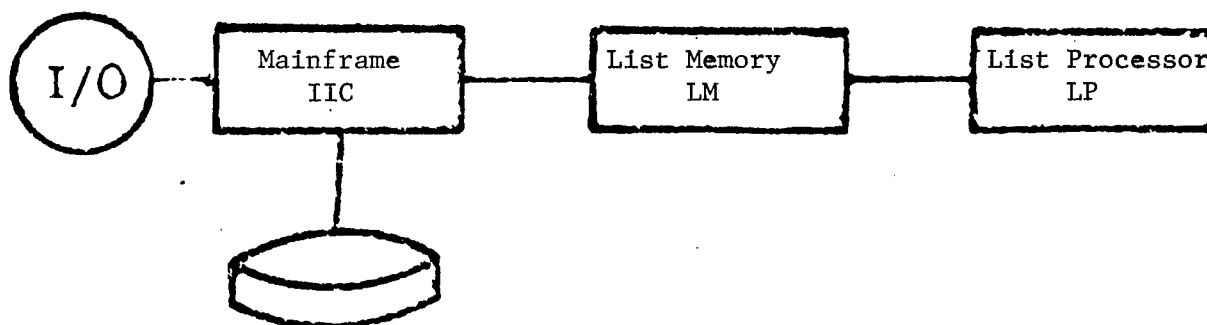 I/O
Mainframe
IIC
List Memory
LM
List Processor
LP